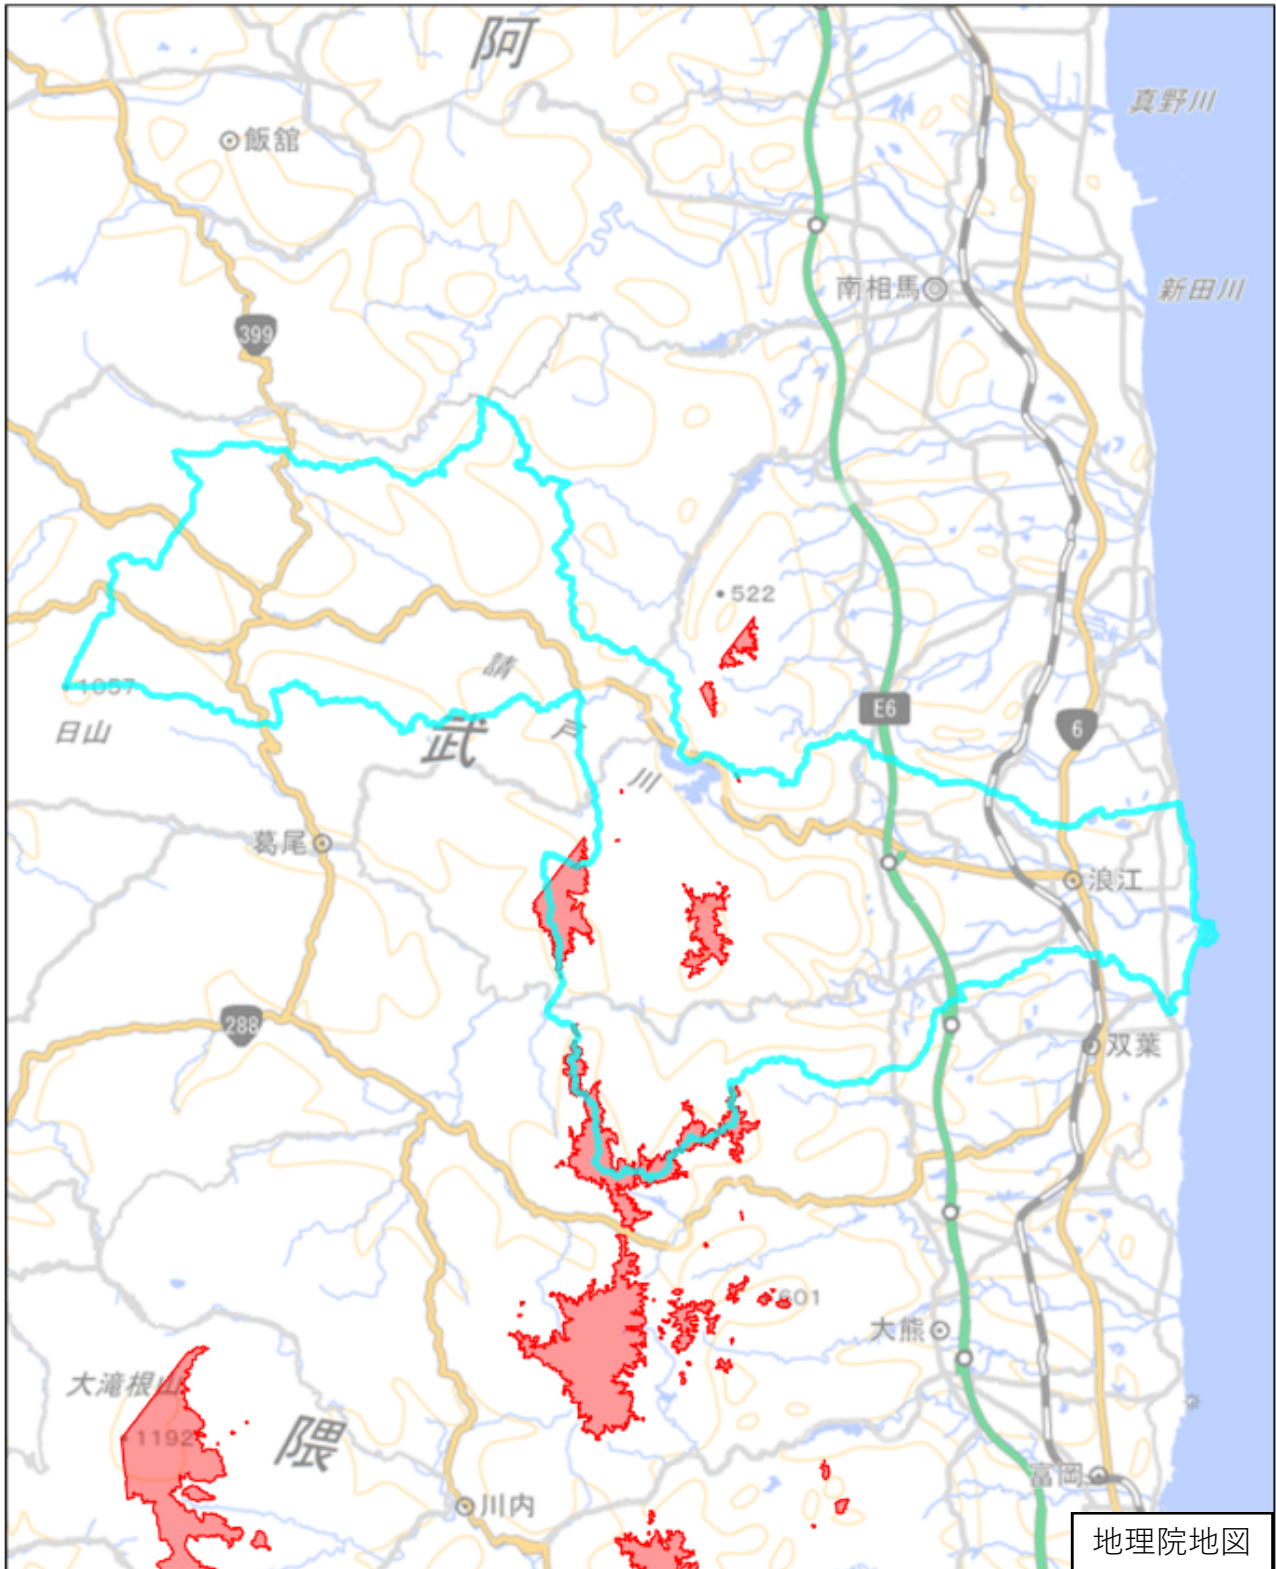 阿
真野川
飯舘
南相馬
新田川
399
522
請
1057
E6
6
日山
武
戸
川
葛尾
浪江
288
双葉
601
大熊
大滝根山
1192
隈
富岡
川内
地理院地図